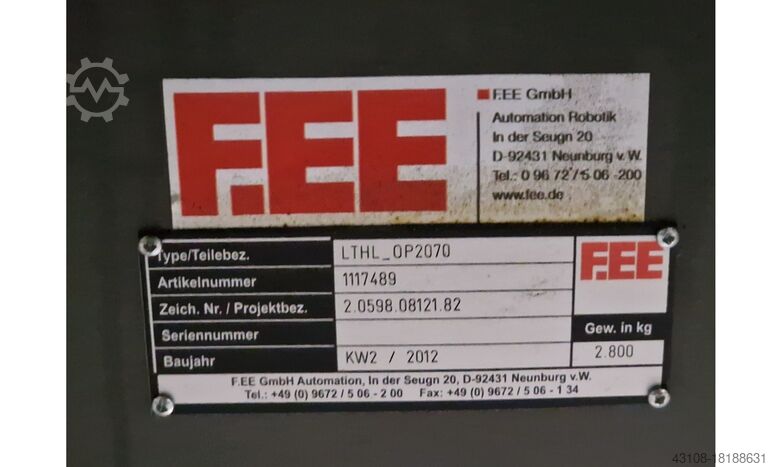 F.EE
F.EE GmbH
Automation Robotik
In der Seugn 20
D-92431 Neunburg v. W.
Tel.: 0 96 72 / 5 06 -200
www.fee.de
Type/Teilebez. LTHL_OP2070
F.EE
Artikelnummer 1117489
Zeich. Nr. / Projektbez. 2.0598.08121.82
Seriennummer
Gew. in kg
Baujahr KW2 / 2012
2.800
F.EE GmbH Automation, In der Seugn 20, D-92431 Neunburg v.W.
Tel.: +49 (0) 9672 / 5 06 - 2 00 Fax: +49 (0) 9672 / 5 06 - 1 34
43108-18188631